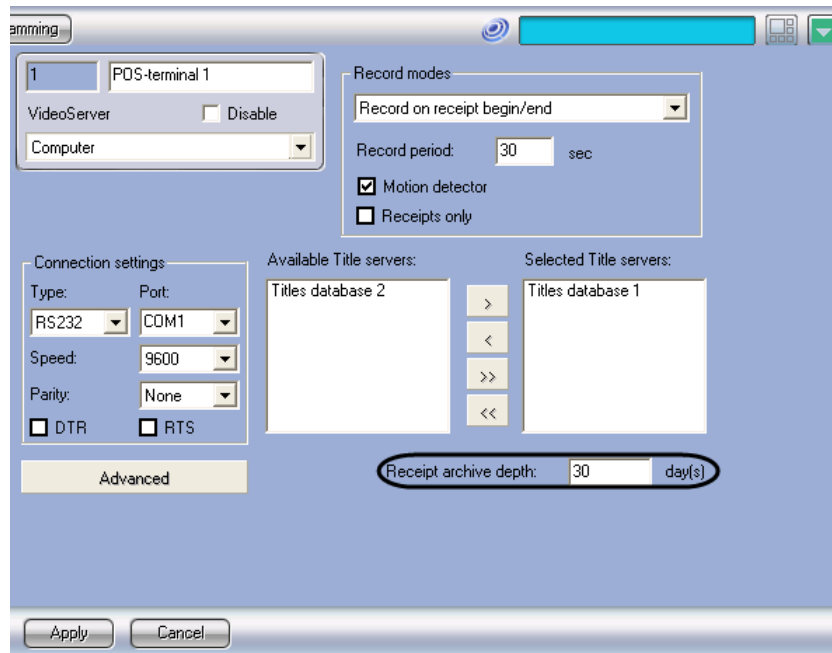 amming
1 POS-terminal 1
VideoServer Disable
Computer
Record modes
Record on receipt begin/end
Record period: 30 sec
Motion detector
Receipts only
Connection settings
Type: Port:
RS232 COM1
Speed: 9600
Parity: None
DTR RTS
Advanced
Available Title servers:
Titles database 2
>
<
>>
<<
Selected Title servers:
Titles database 1
Receipt archive depth: 30 day(s)
Apply Cancel